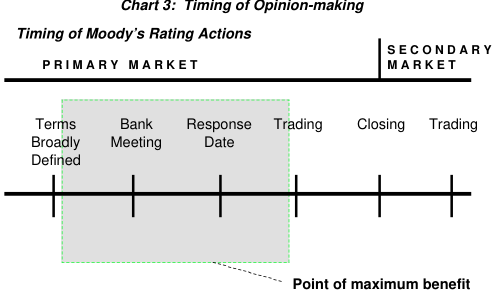 Chart 3:  Timing of Opinion-making
Timing of Moody's Rating Actions
PRIMARY MARKET
SECONDARY
MARKET
Terms
Broadly
Defined
Bank
Meeting
Response
Date
Trading
Closing
Trading
Point of maximum benefit